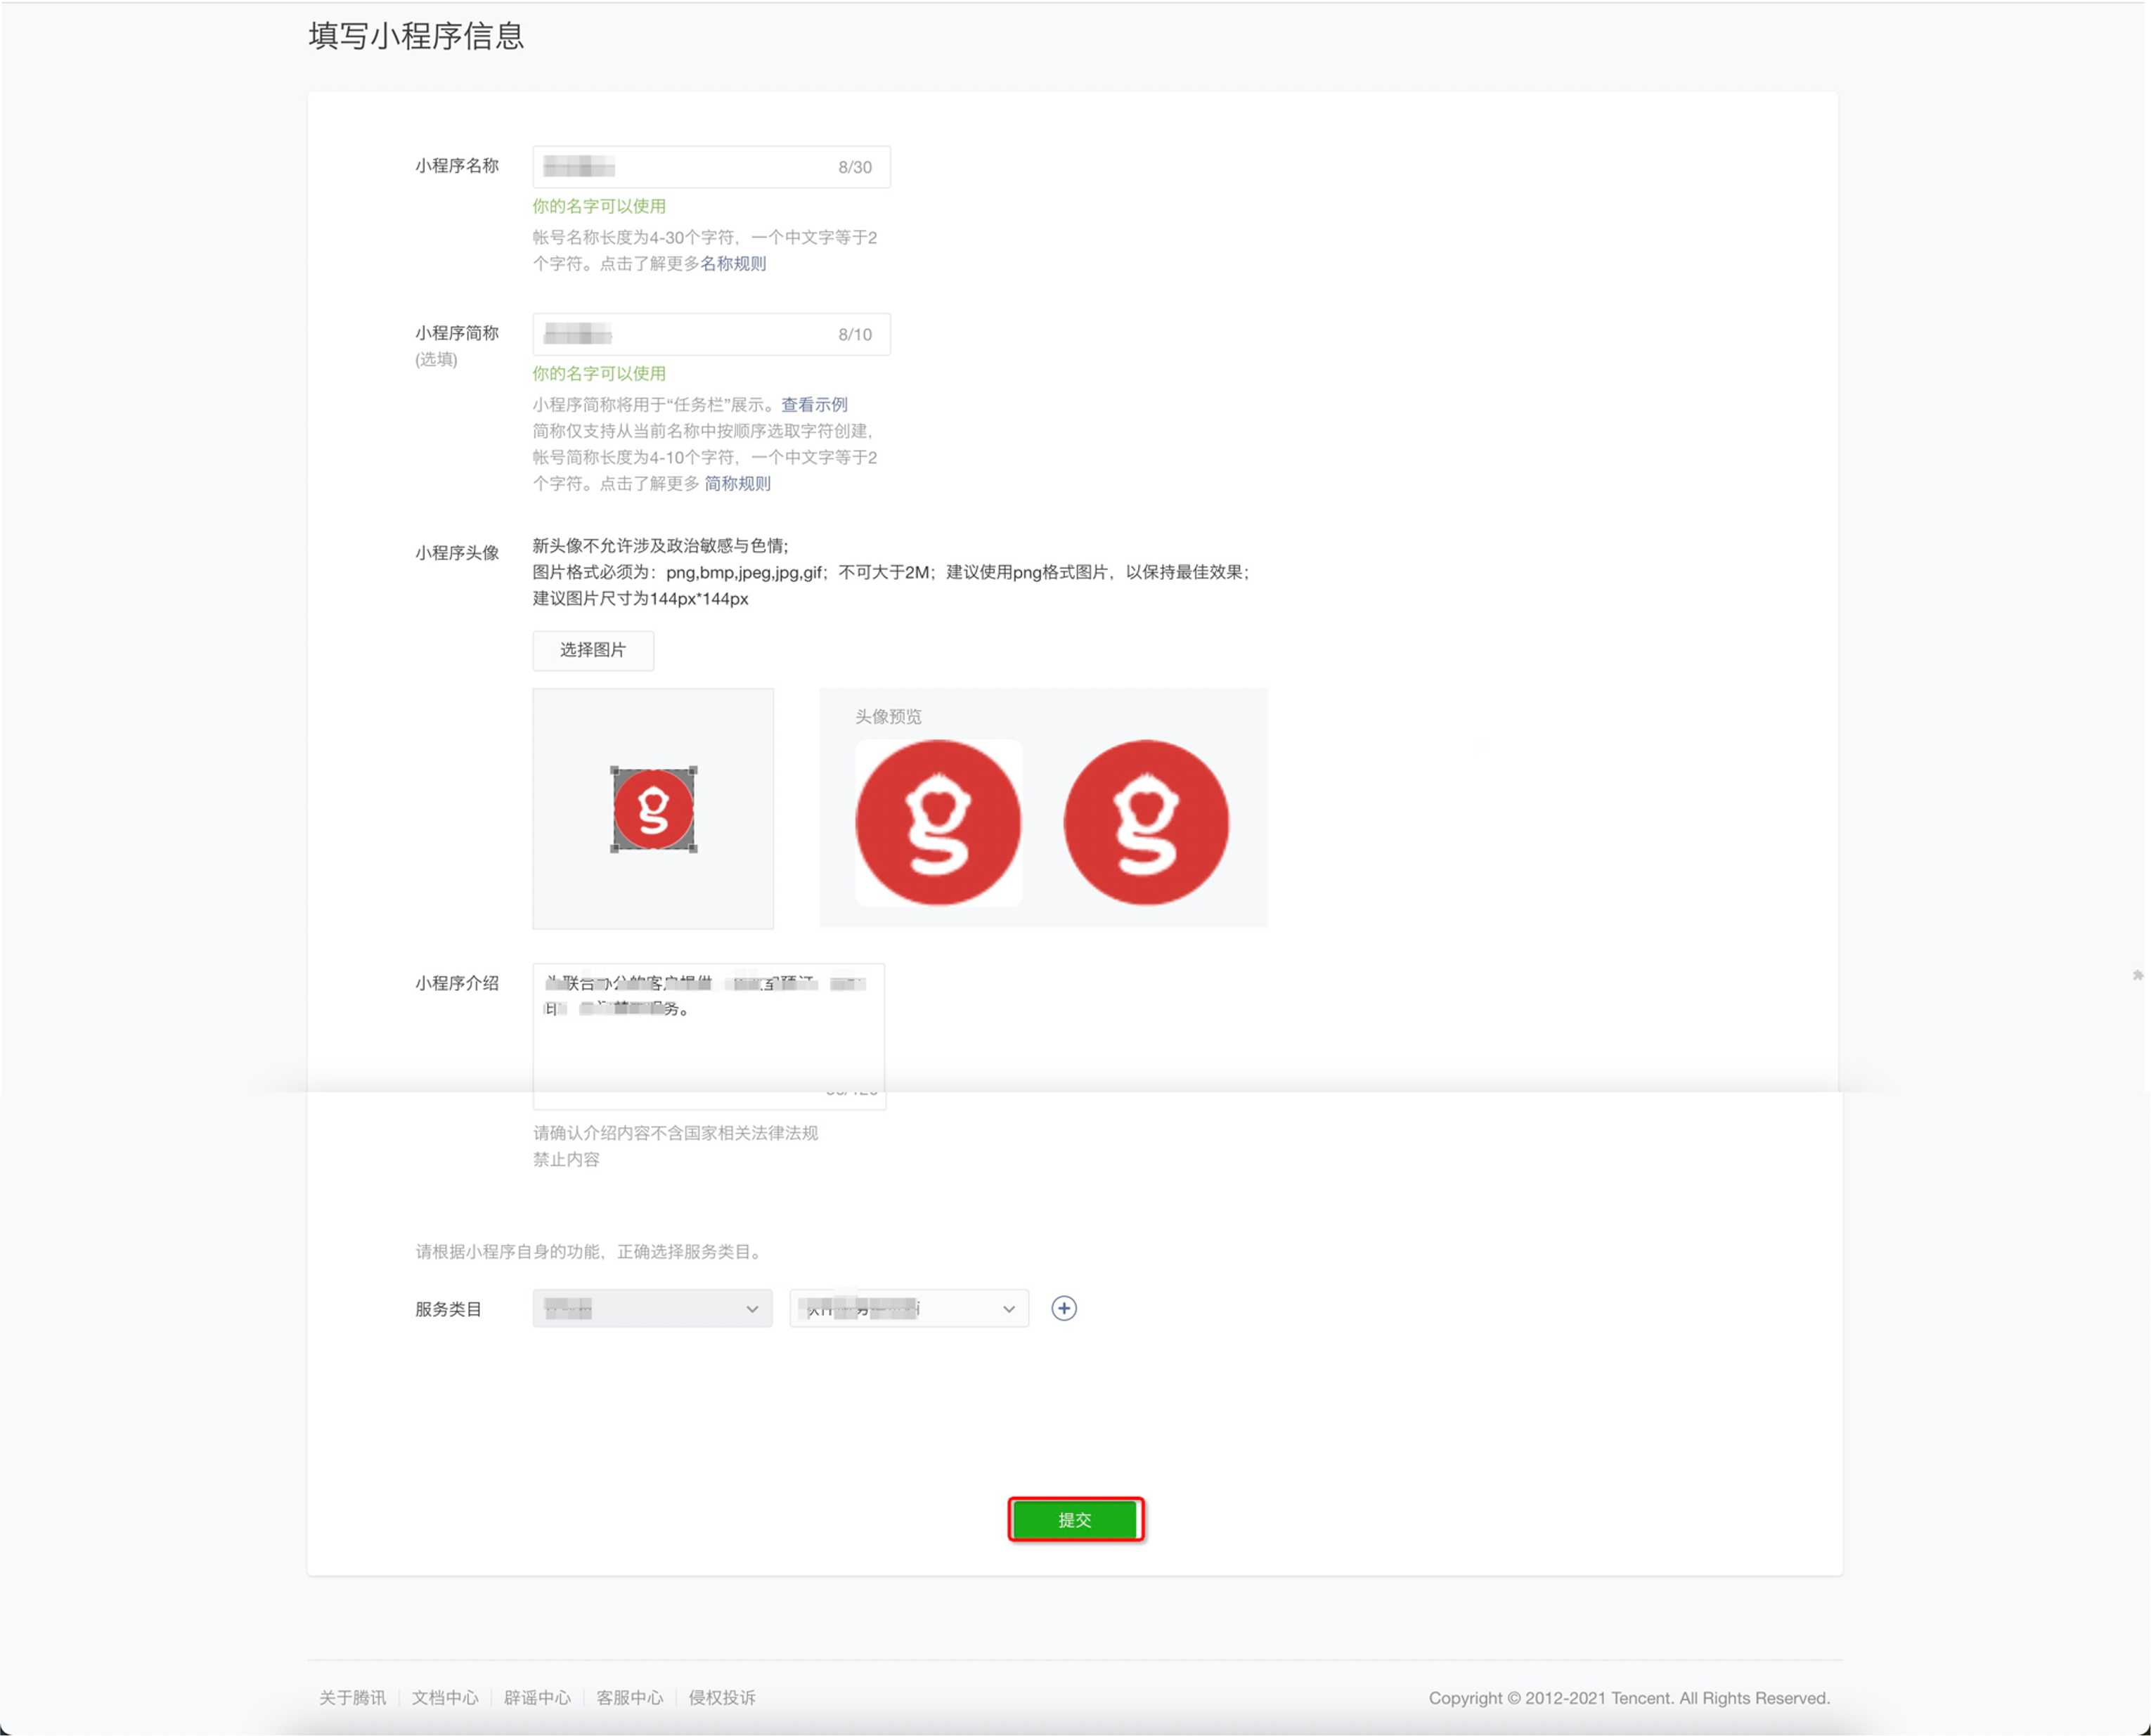 填写小程序信息
小程序名称
8/30
你的名字可以使用
帐号名称长度为4-30个字符，一个中文字等于2
个字符。点击了解更多名称规则
小程序简称
(选填)
8/10
你的名字可以使用
小程序简称将用于“任务栏”展示。查看示例
简称仅支持从当前名称中按顺序选取字符创建，
帐号简称长度为4-10个字符，一个中文字等于2
个字符。点击了解更多 简称规则
小程序头像
新头像不允许涉及政治敏感与色情;
图片格式必须为：png,bmp,jpeg,jpg,gif；不可大于2M；建议使用png格式图片，以保持最佳效果；
建议图片尺寸为144px*144px
选择图片
头像预览
小程序介绍
务。
请确认介绍内容不含国家相关法律法规
禁止内容
请根据小程序自身的功能，正确选择服务类目。
服务类目
提交
关于腾讯 文档中心 辟谣中心 客服中心 侵权投诉
Copyright © 2012-2021 Tencent. All Rights Reserved.